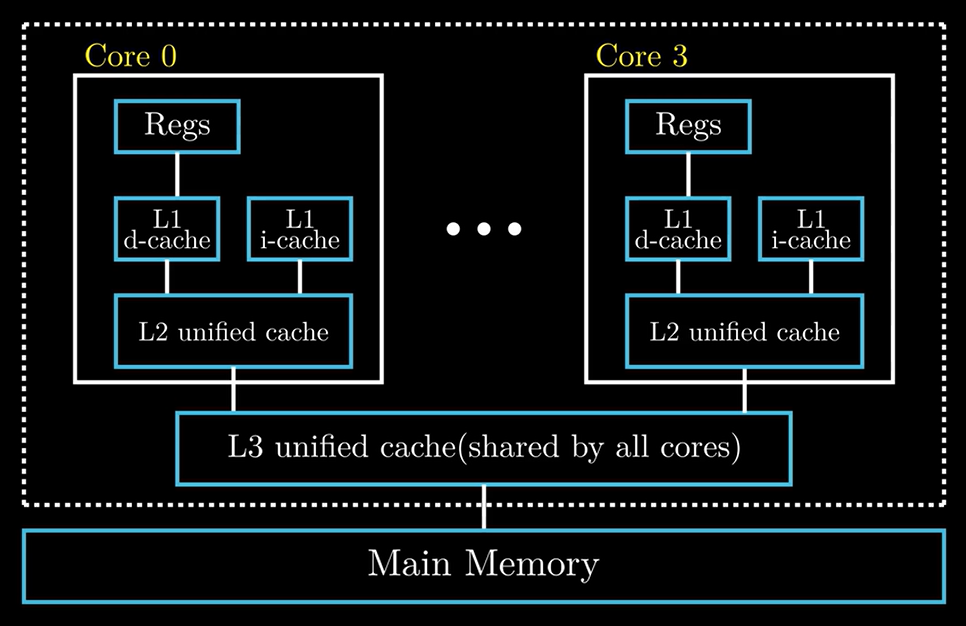 Core 0
Core 3
Regs
Regs
L1
d-cache
L1
i-cache
L1
d-cache
L1
i-cache
L2 unified cache
L2 unified cache
L3 unified cache(shared by all cores)
Main Memory